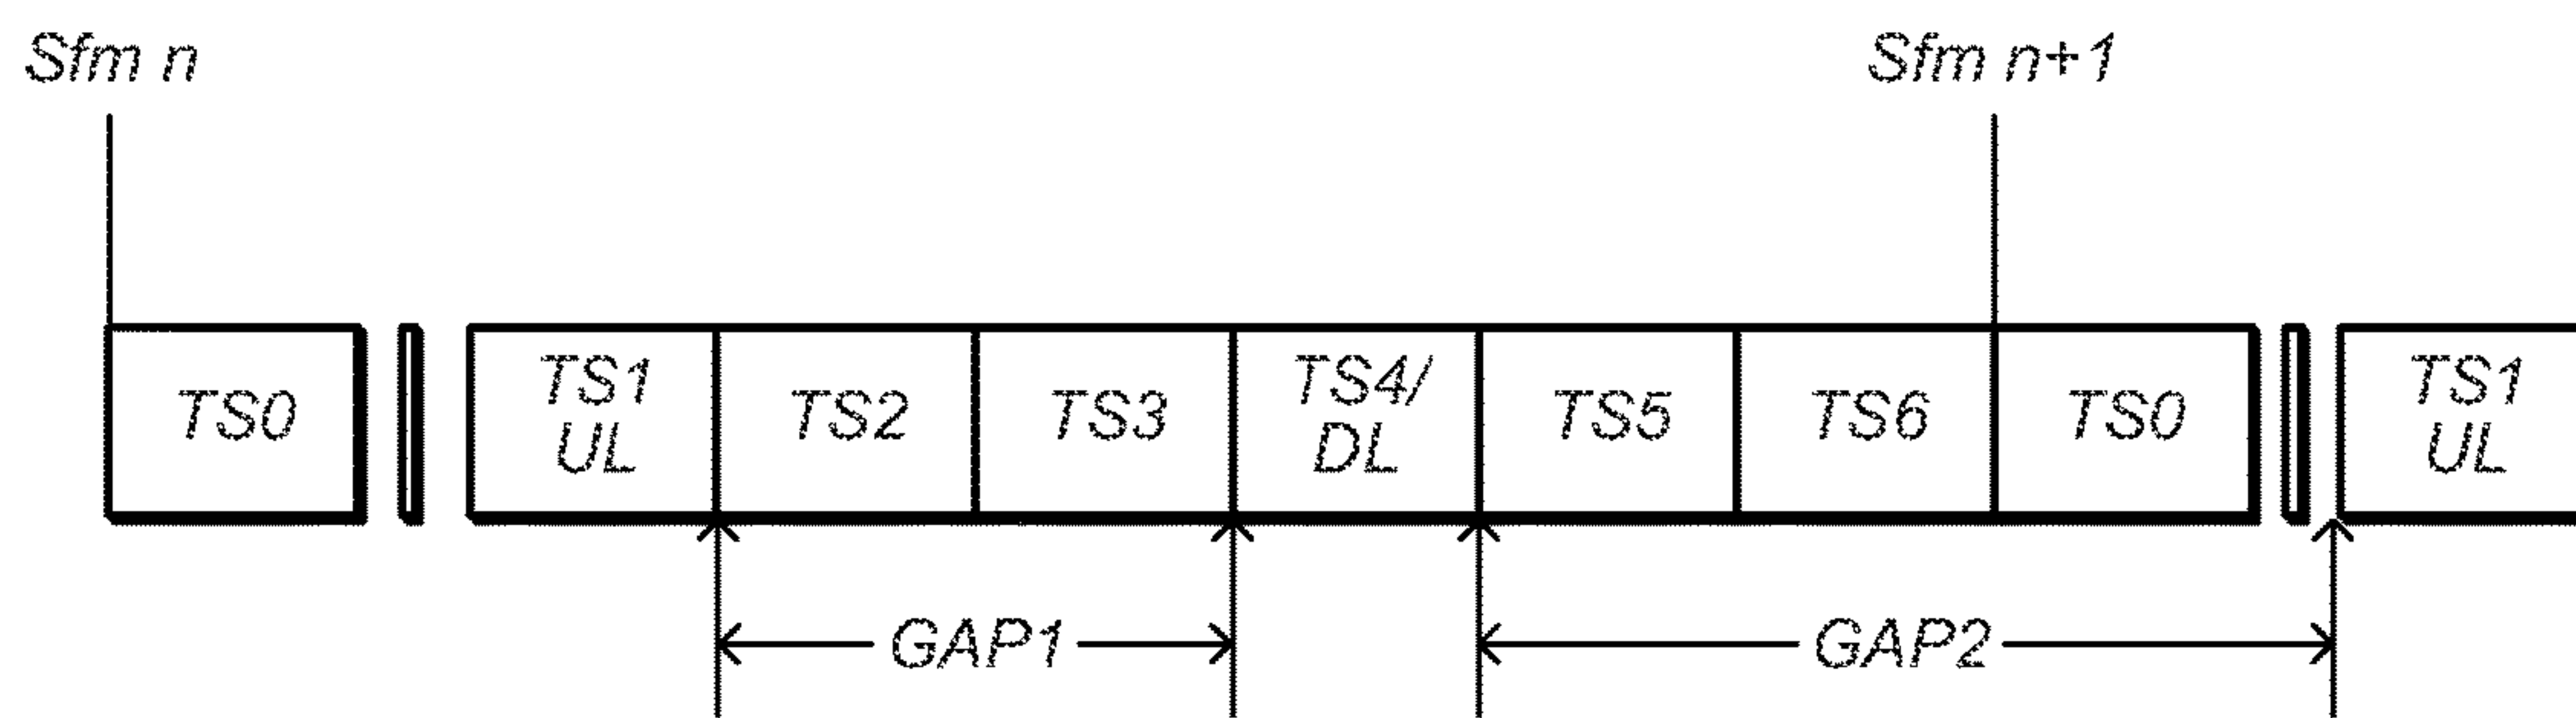 Sfm n
Sfm n+1
TS0
TS1
UL
TS2
TS3
TS4/
DL
TS5
TS6
TS0
TS1
UL
GAP1
GAP2